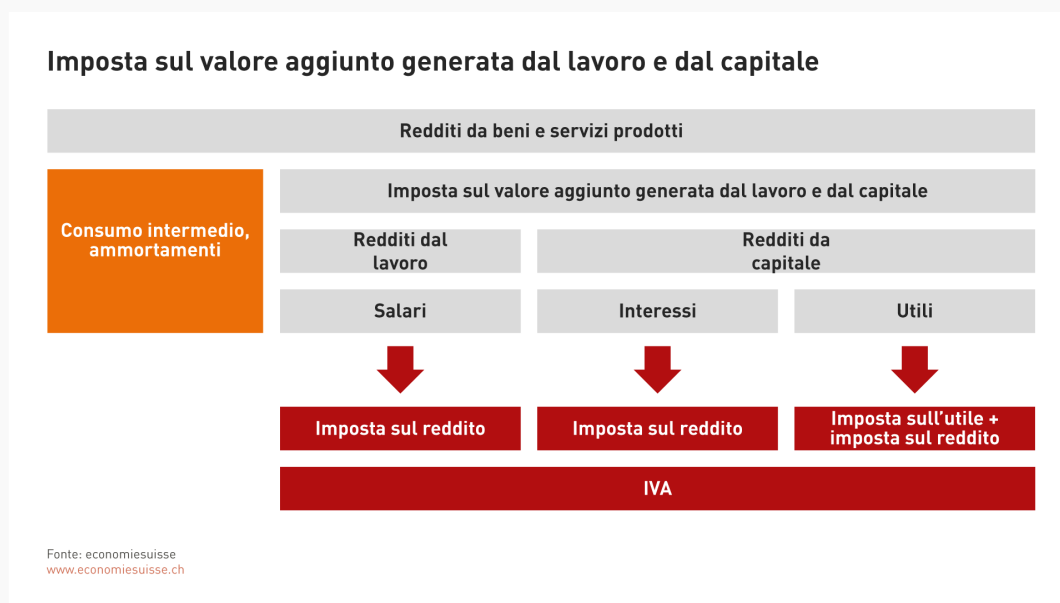 Imposta sul valore aggiunto generata dal lavoro e dal capitale
Redditi da beni e servizi prodotti
Consumo intermedio,
ammortamenti
Imposta sul valore aggiunto generata dal lavoro e dal capitale
Redditi dal
lavoro
Redditi da
capitale
Salari
Interessi
Utili
Imposta sul reddito
Imposta sul reddito
Imposta sull’utile +
imposta sul reddito
IVA
Fonte: economiesuisse
www.economiesuisse.ch